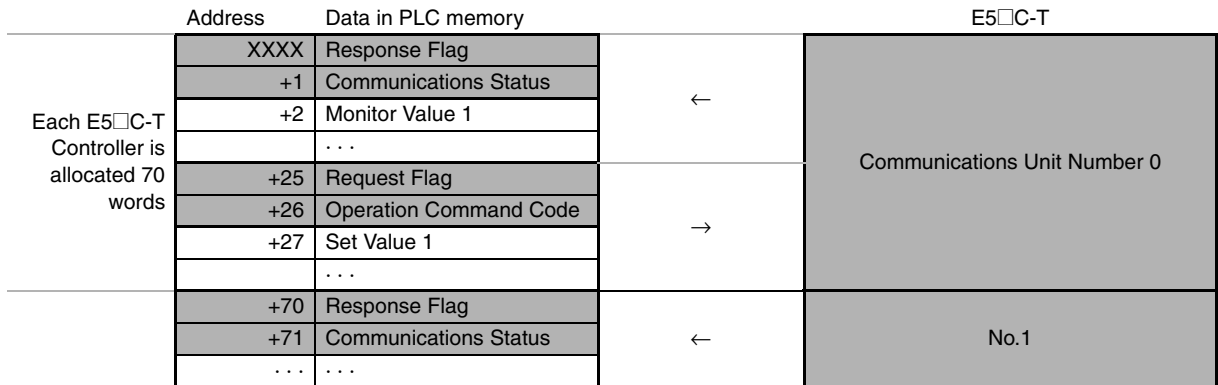 Address Data in PLC memory E5□C-T
XXXX Response Flag
+1 Communications Status
←
+2 Monitor Value 1
. . .
Each E5□C-T
Controller is
allocated 70
words
Communications Unit Number 0
+25 Request Flag
+26 Operation Command Code
→
+27 Set Value 1
. . .
+70 Response Flag
+71 Communications Status ← No.1
. . . . . .